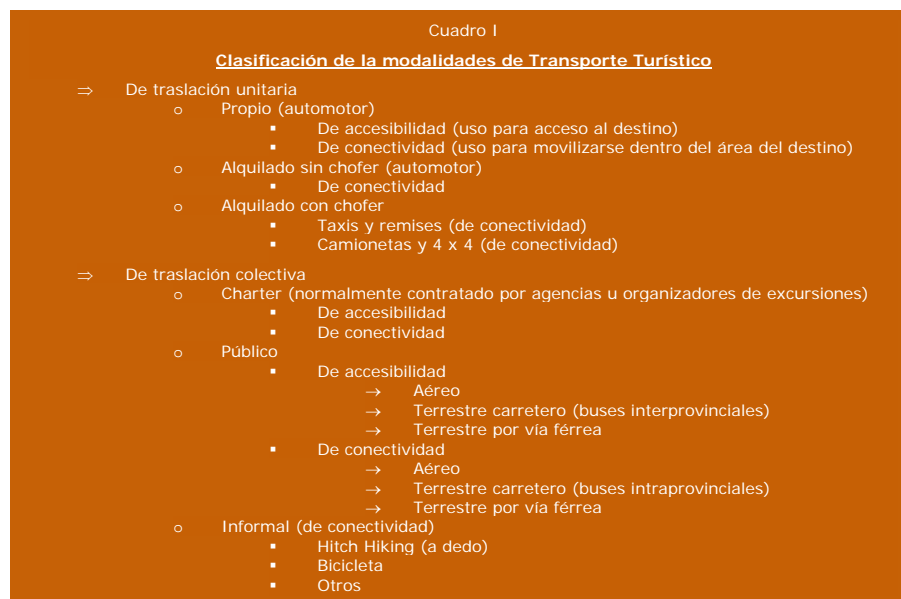 Cuadro I
Clasificación de la modalidades de Transporte Turístico
⇒ De traslación unitaria
o Propio (automotor)
▪ De accesibilidad (uso para acceso al destino)
▪ De conectividad (uso para movilizarse dentro del área del destino)
o Alquilado sin chofer (automotor)
▪ De conectividad
o Alquilado con chofer
▪ Taxis y remises (de conectividad)
▪ Camionetas y 4 x 4 (de conectividad)
⇒ De traslación colectiva
o Charter (normalmente contratado por agencias u organizadores de excursiones)
▪ De accesibilidad
▪ De conectividad
o Público
▪ De accesibilidad
→ Aéreo
→ Terrestre carretero (buses interprovinciales)
→ Terrestre por vía férrea
▪ De conectividad
→ Aéreo
→ Terrestre carretero (buses intraprovinciales)
→ Terrestre por vía férrea
o Informal (de conectividad)
▪ Hitch Hiking (a dedo)
▪ Bicicleta
▪ Otros